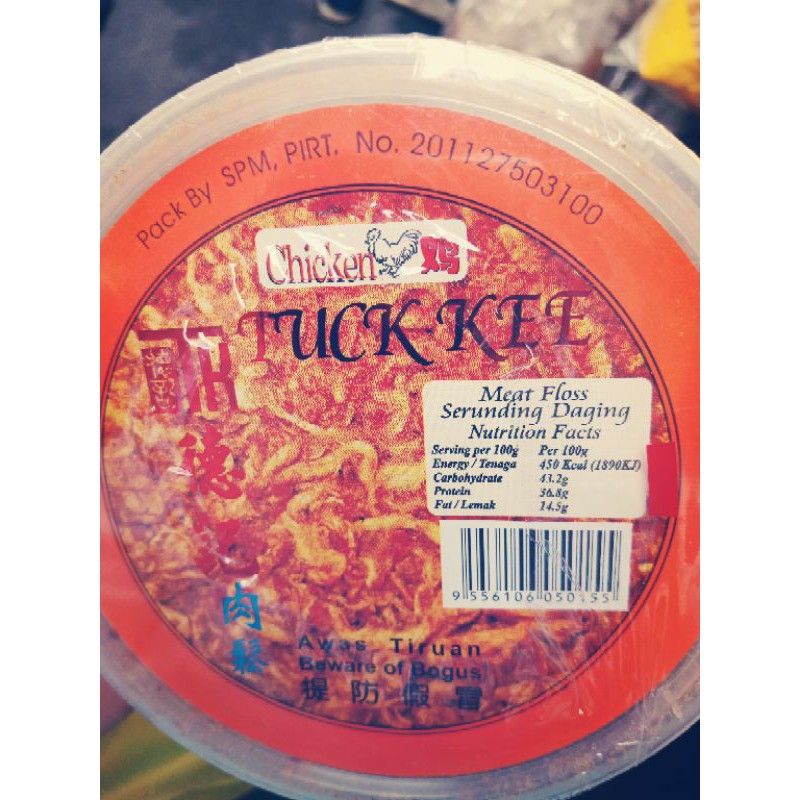 Pack By SPM, PIRT. No. 201127503100
Chicken 鸡
TUCK KEE
德记
肉鬆
Meat Floss
Serunding Daging
Nutrition Facts
Serving per 100g Per 100g
Energy / Tenaga 450 Kcal (1890KJ)
Carbohydrate 43.2g
Protein 36.8g
Fat / Lemak 14.5g
9 556106 050155
Awas Tiruan
Beware of Bogus
提防假冒